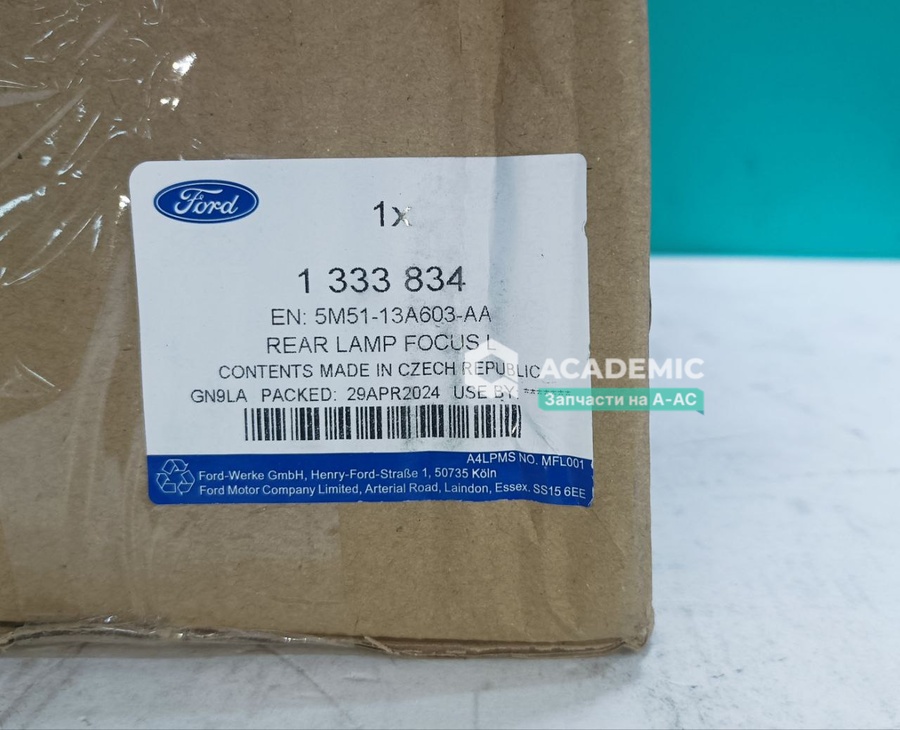 Ford
1x
1 333 834
EN: 5M51-13A603-AA
REAR LAMP FOCUS L
CONTENTS MADE IN CZECH REPUBLIC
GN9LA PACKED: 29APR2024 USE BY: *******
A4LPMS NO. MFL001
Ford-Werke GmbH, Henry-Ford-Straße 1, 50735 Köln
Ford Motor Company Limited, Arterial Road, Laindon, Essex, SS15 6EE
ACADEMIC
Запчасти на А-АС